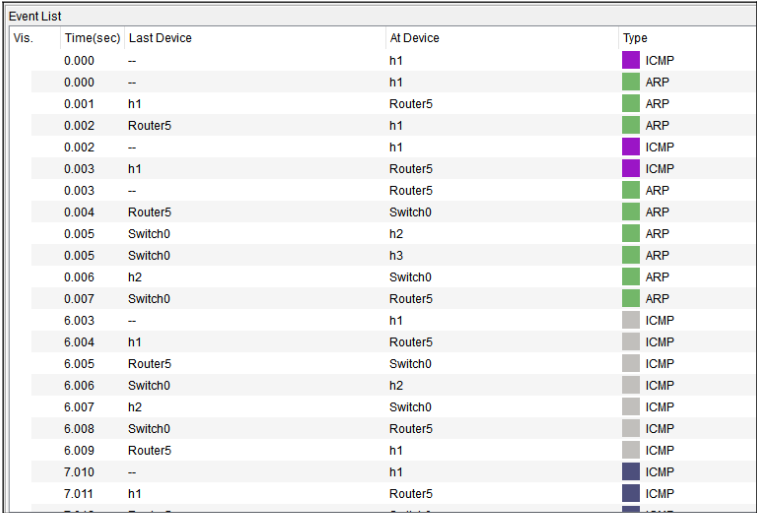 Event List
Vis. Time(sec) Last Device At Device Type
0.000 -- h1 ICMP
0.000 -- h1 ARP
0.001 h1 Router5 ARP
0.002 Router5 h1 ARP
0.002 -- h1 ICMP
0.003 h1 Router5 ICMP
0.003 -- Router5 ARP
0.004 Router5 Switch0 ARP
0.005 Switch0 h2 ARP
0.005 Switch0 h3 ARP
0.006 h2 Switch0 ARP
0.007 Switch0 Router5 ARP
6.003 -- h1 ICMP
6.004 h1 Router5 ICMP
6.005 Router5 Switch0 ICMP
6.006 Switch0 h2 ICMP
6.007 h2 Switch0 ICMP
6.008 Switch0 Router5 ICMP
6.009 Router5 h1 ICMP
7.010 -- h1 ICMP
7.011 h1 Router5 ICMP